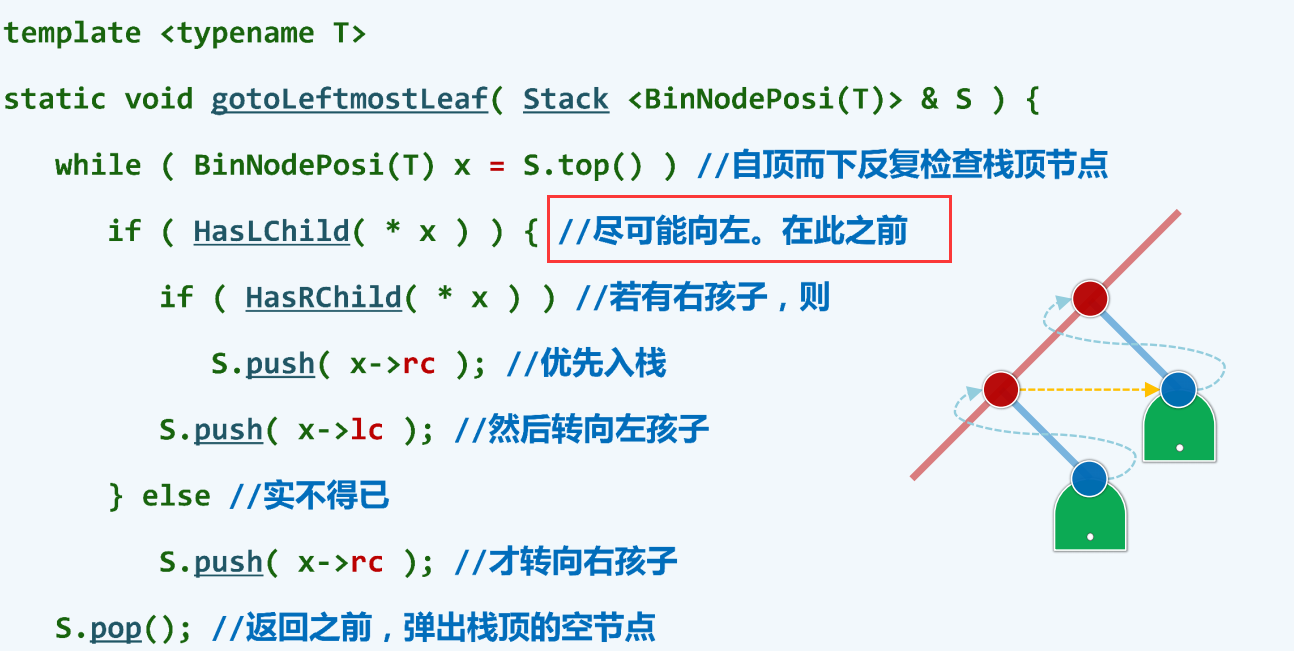 template <typename T>
static void gotoLeftmostLeaf( Stack <BinNodePosi(T)> & S ) {
while ( BinNodePosi(T) x = S.top() ) //自顶而下反复检查栈顶节点
if ( HasLChild( * x ) ) { //尽可能向左。在此之前
if ( HasRChild( * x ) ) //若有右孩子，则
S.push( x->rc ); //优先入栈
S.push( x->lc ); //然后转向左孩子
} else //实不得已
S.push( x->rc ); //才转向右孩子
S.pop(); //返回之前，弹出栈顶的空节点